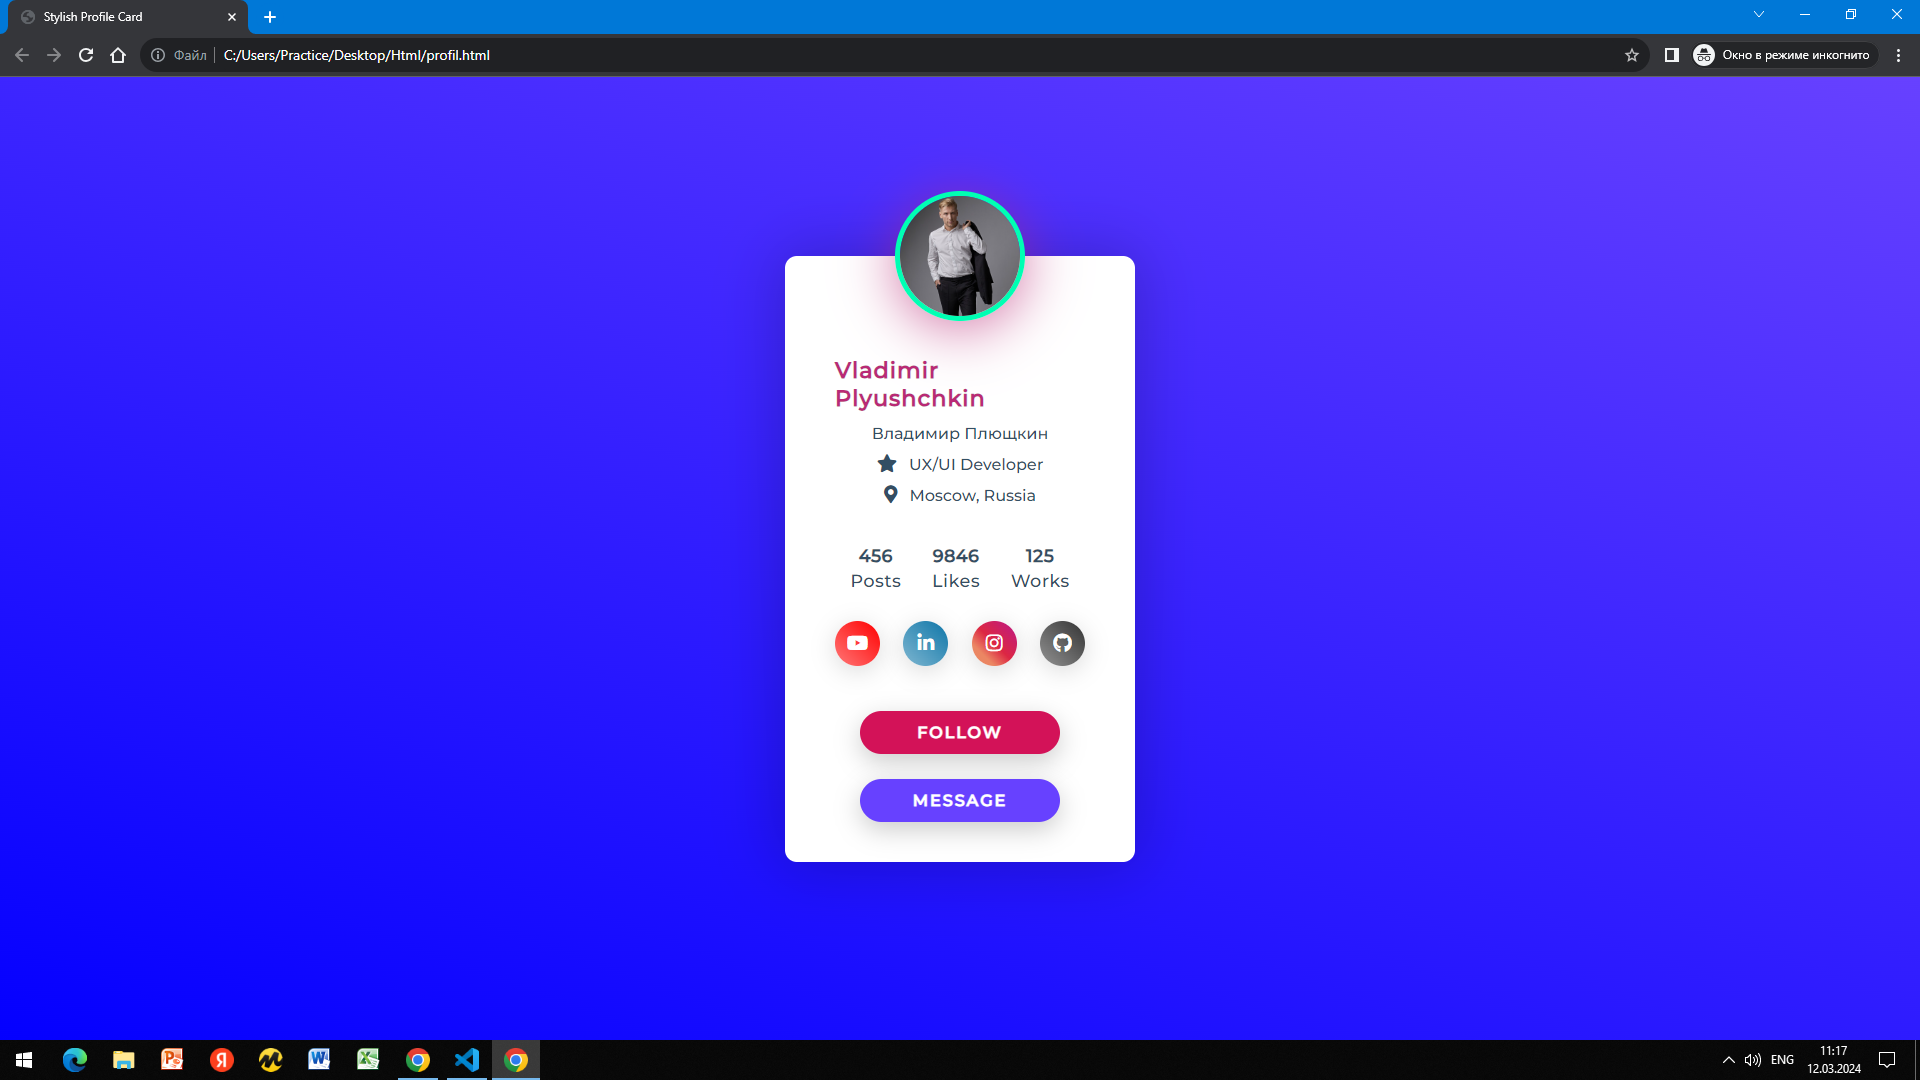 Stylish Profile Card
Файл
C:/Users/Practice/Desktop/Html/profil.html
Окно в режиме инкогнито
Vladimir
Plyushchkin
Владимир Плющкин
UX/UI Developer
Moscow, Russia
456 9846 125
Posts Likes Works
in
FOLLOW
MESSAGE
P Я M W X
ENG
11:17
12.03.2024